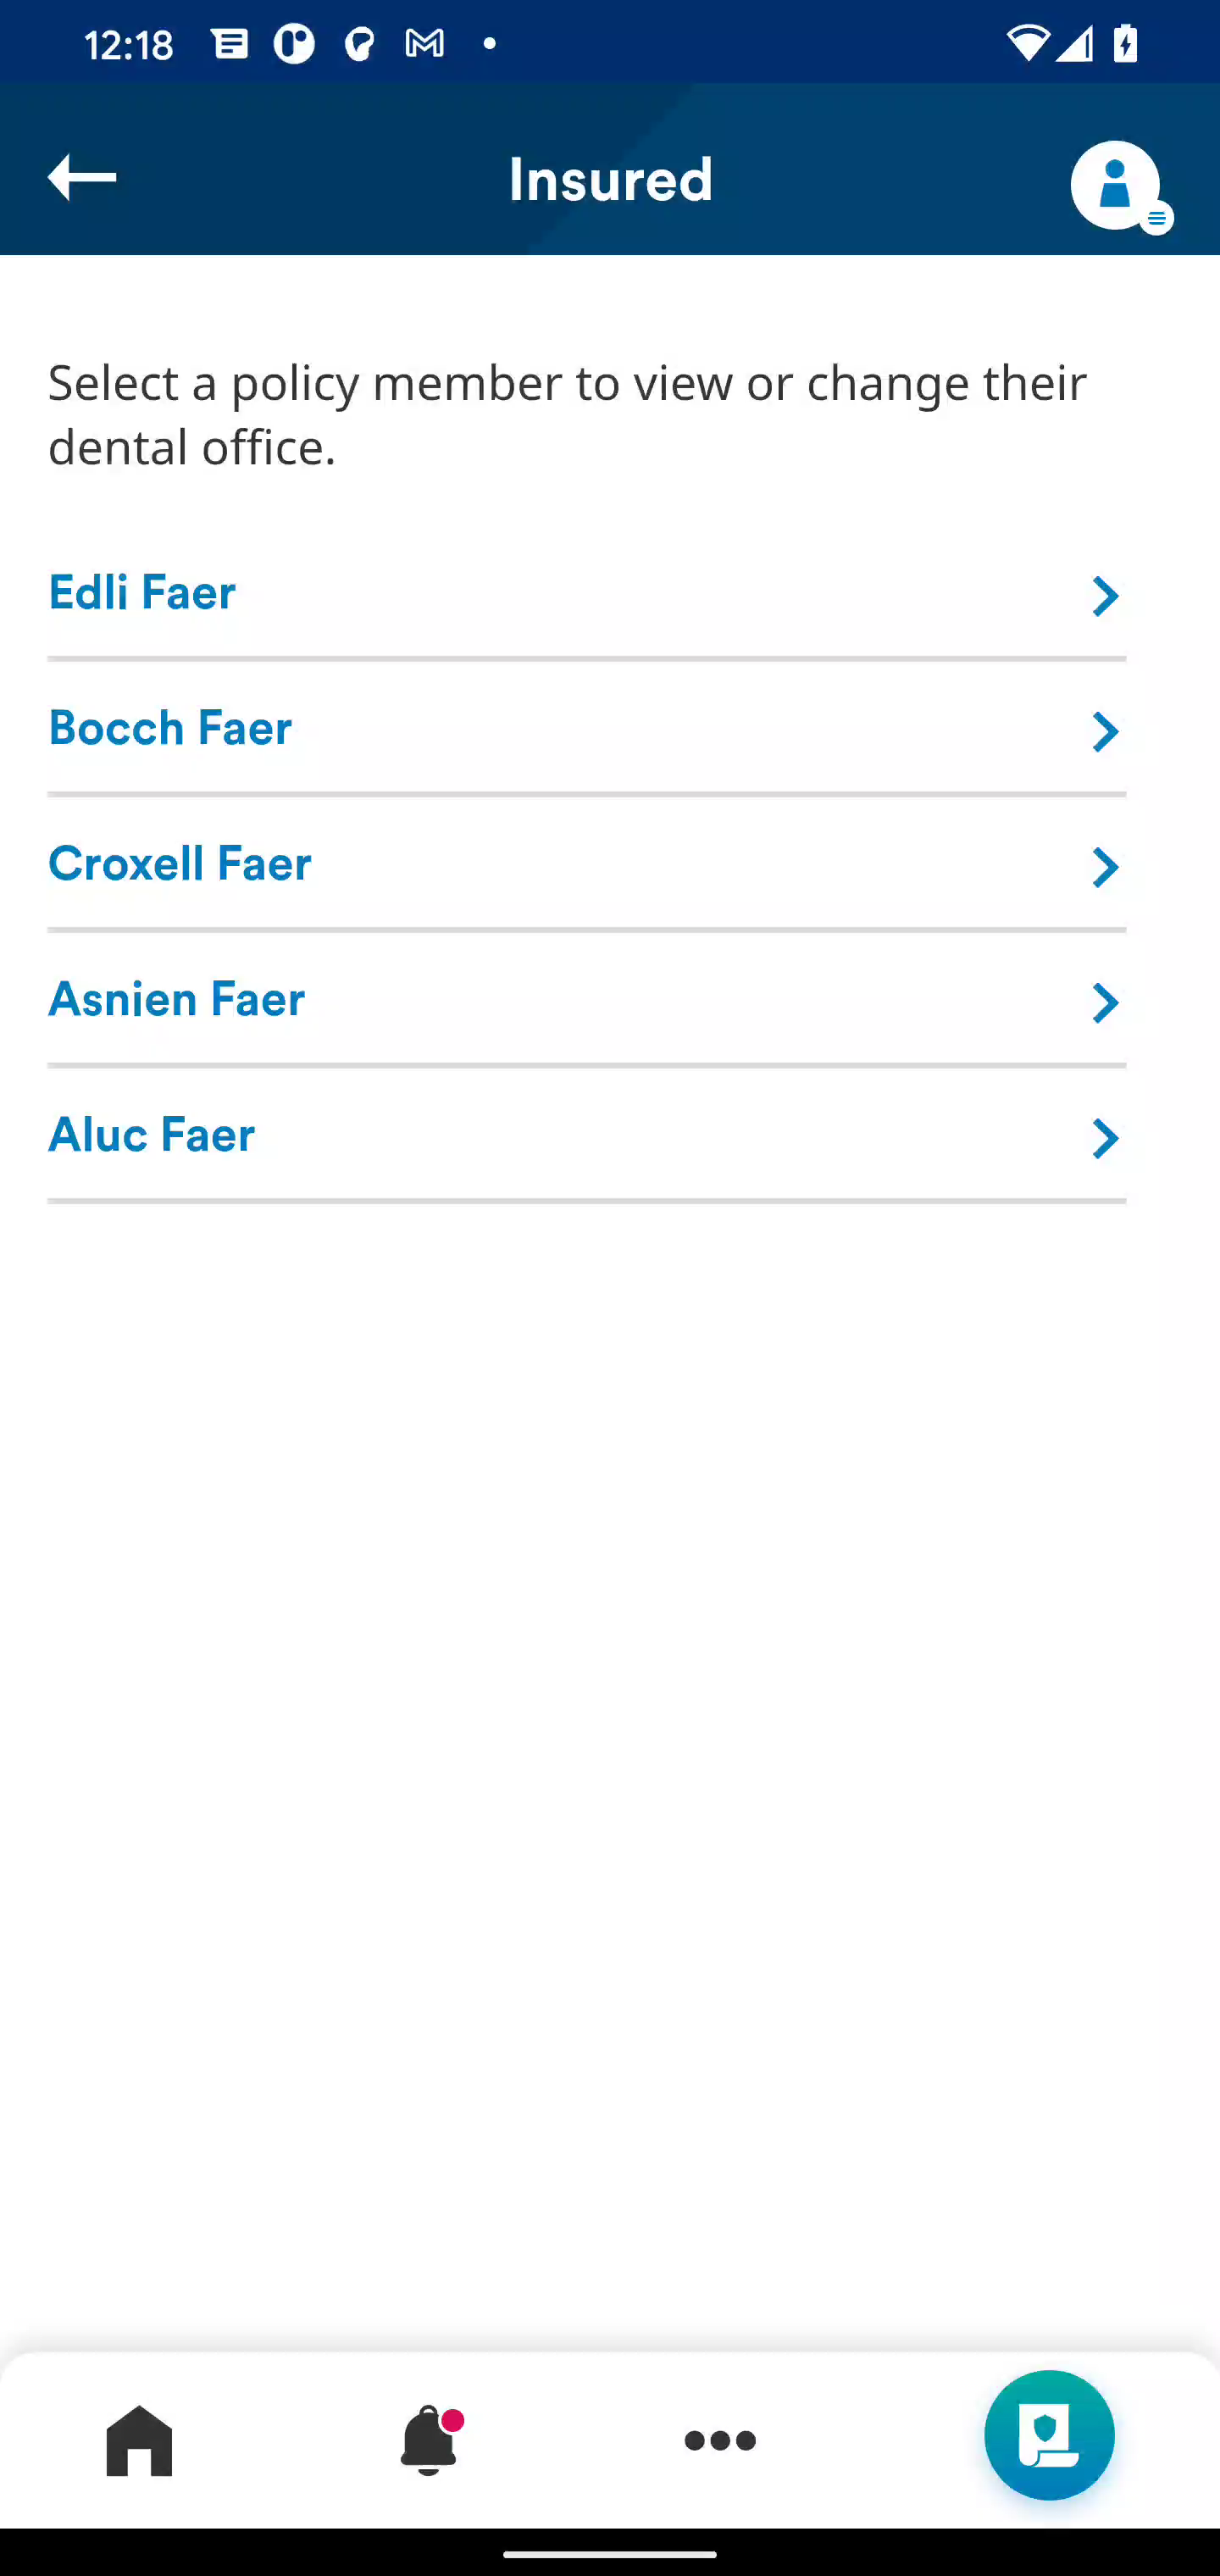 12:18
Insured
Select a policy member to view or change their
dental office.
Edli Faer
Bocch Faer
Croxell Faer
Asnien Faer
Aluc Faer